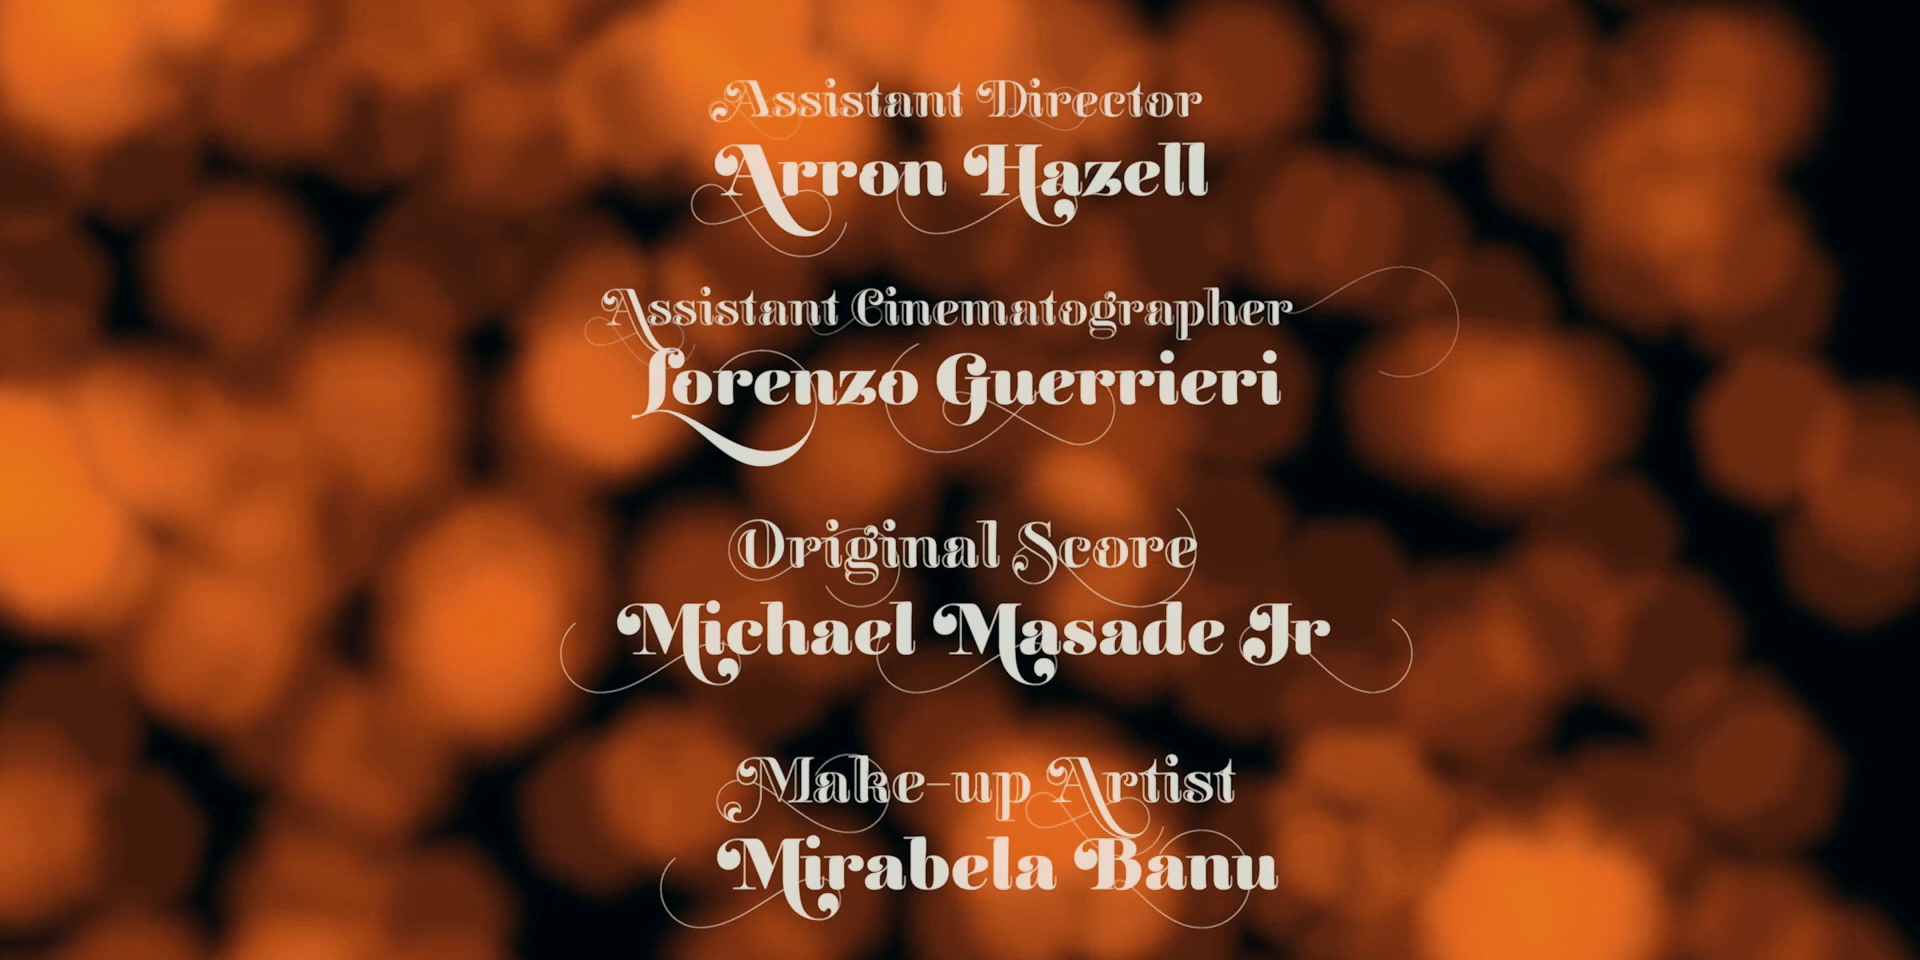 Assistant Director
Arron Hazell
Assistant Cinematographer
Lorenzo Guerrieri
Original Score
Michael Masade Jr
Make-up Artist
Mirabela Banu